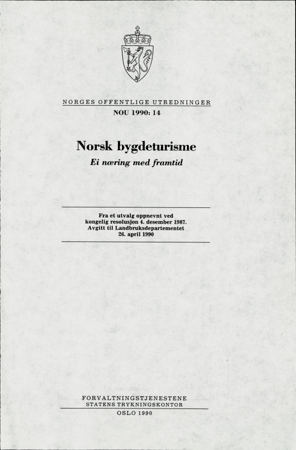 NORGES OFFENTLIGE UTREDNINGER
NOU 1990: 14
Norsk bygdeturisme
Ei næring med framtid
Fra et utvalg oppnevnt ved
kongelig resolusjon 4. desember 1987.
Avgitt til Landbruksdepartementet
26. april 1990
FORVALTNINGSTJENESTENE
STATENS TRYKNINGSKONTOR
OSLO 1990